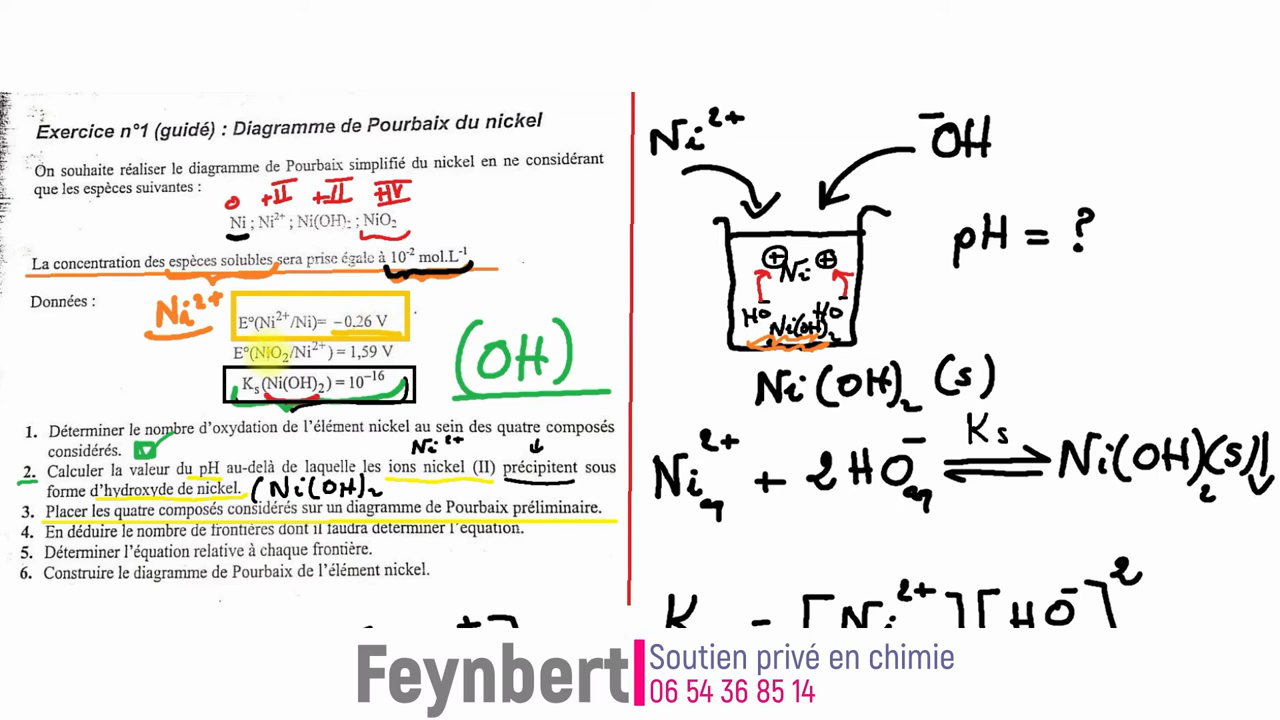 Exercice n°1 (guidé) : Diagramme de Pourbaix du nickel
On souhaite réaliser le diagramme de Pourbaix simplifié du nickel en ne considérant
que les espèces suivantes :
0 +II +II +IV
Ni ; Ni²⁺ ; Ni(OH)₂ ; NiO₂
La concentration des espèces solubles sera prise égale à 10⁻² mol.L⁻¹
Données :
Ni²⁺
E°(Ni²⁺/Ni)= −0,26 V
E°(NiO₂/Ni²⁺) = 1,59 V
Kₛ(Ni(OH)₂) = 10⁻¹⁶
(OH)
1. Déterminer le nombre d'oxydation de l'élément nickel au sein des quatre composés
considérés.
Ni²⁺ ↓
2. Calculer la valeur du pH au-delà de laquelle les ions nickel (II) précipitent sous
forme d'hydroxyde de nickel. (Ni(OH)₂
3. Placer les quatre composés considérés sur un diagramme de Pourbaix préliminaire.
4. En déduire le nombre de frontières dont il faudra déterminer l'équation.
5. Déterminer l'équation relative à chaque frontière.
6. Construire le diagramme de Pourbaix de l'élément nickel.
Ni²⁺ ⁻OH
pH = ?
⊕ Ni ⊕
HO⁻ HO⁻
Ni(OH)₂
Ni(OH)₂ (s)
Ks
Ni²⁺aq + 2HO⁻aq ⇌ Ni(OH)₂(s)↓
K = [Ni²⁺][HO⁻]²
Feynbert
Soutien privé en chimie
06 54 36 85 14